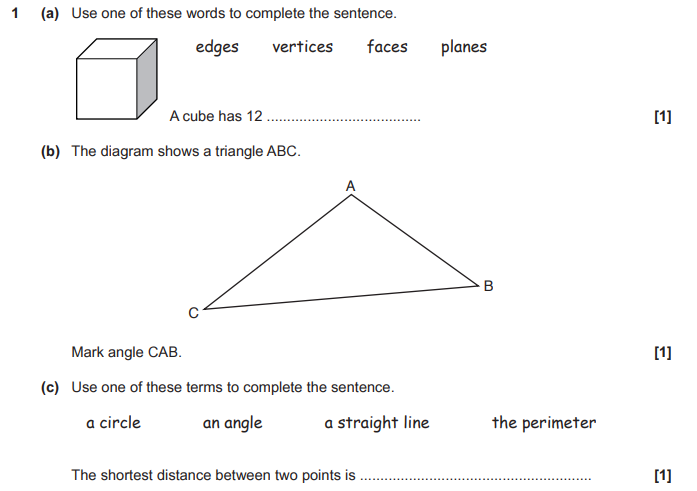 1 (a) Use one of these words to complete the sentence.
edges vertices faces planes
A cube has 12 ...................................... [1]
(b) The diagram shows a triangle ABC.
A
B
C
Mark angle CAB. [1]
(c) Use one of these terms to complete the sentence.
a circle an angle a straight line the perimeter
The shortest distance between two points is ......................................................... [1]